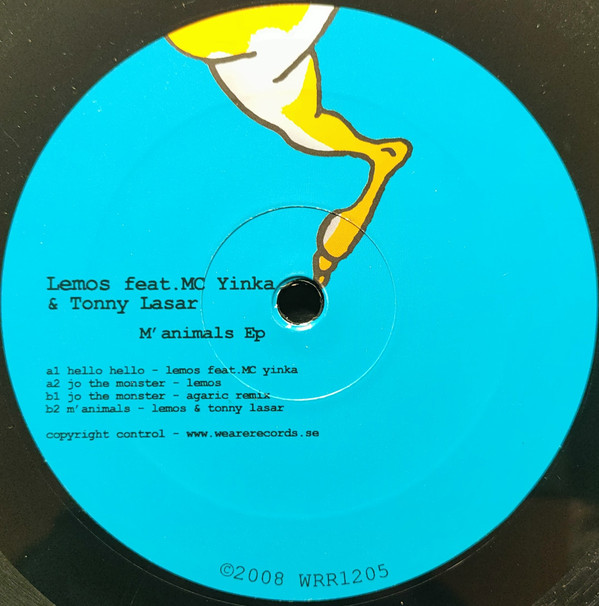 Lemos feat.MC Yinka
& Tonny Lasar
M'animals Ep
a1 hello hello - lemos feat.MC yinka
a2 jo the monster - lemos
b1 jo the monster - agaric remix
b2 m'animals - lemos & tonny lasar
copyright control - www.wearerecords.se
©2008 WRR1205